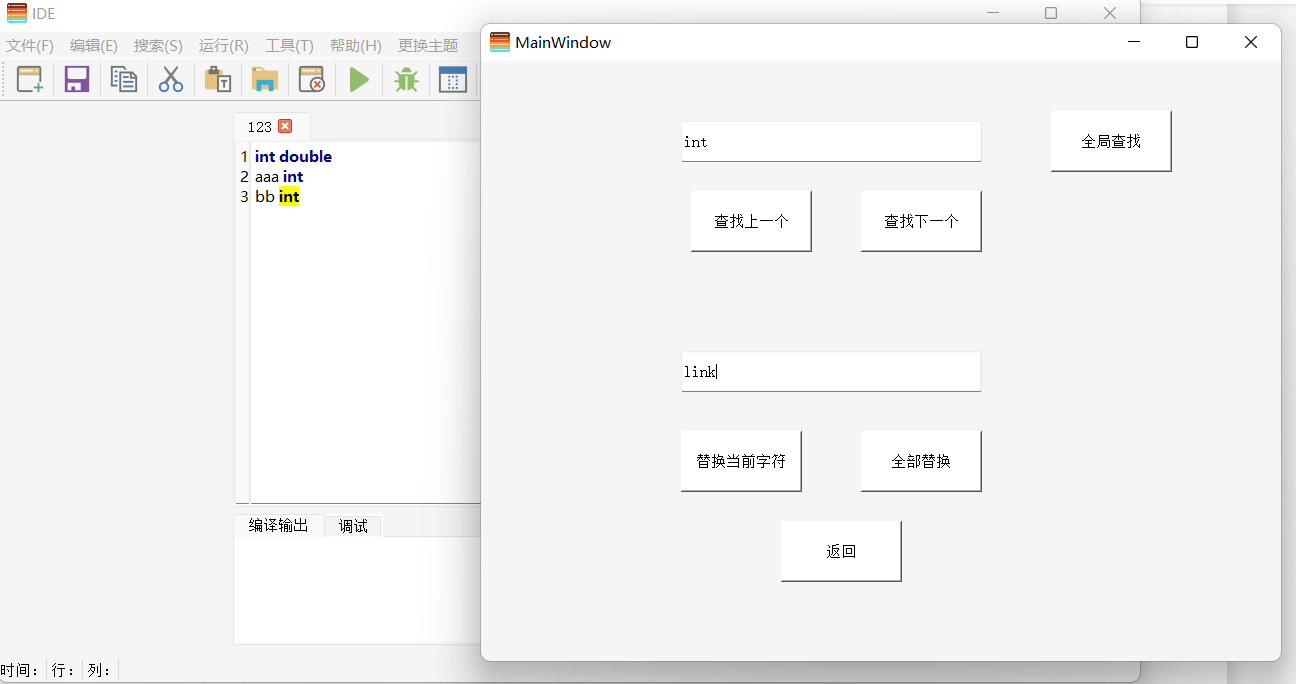 IDE
文件(F) 编辑(E) 搜索(S) 运行(R) 工具(T) 帮助(H) 更换主题
123
1 int double
2 aaa int
3 bb int
编译输出 调试
时间: 行: 列:
MainWindow
int
全局查找
查找上一个 查找下一个
link
替换当前字符 全部替换
返回